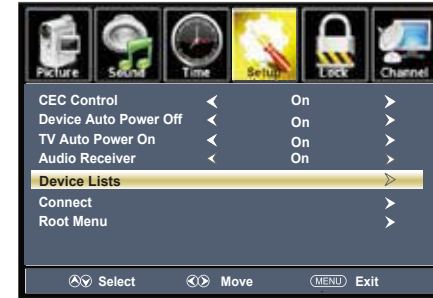 Picture Sound Time Setup Lock Channel
CEC Control On
Device Auto Power Off On
TV Auto Power On On
Audio Receiver On
Device Lists
Connect
Root Menu
Select Move MENU Exit